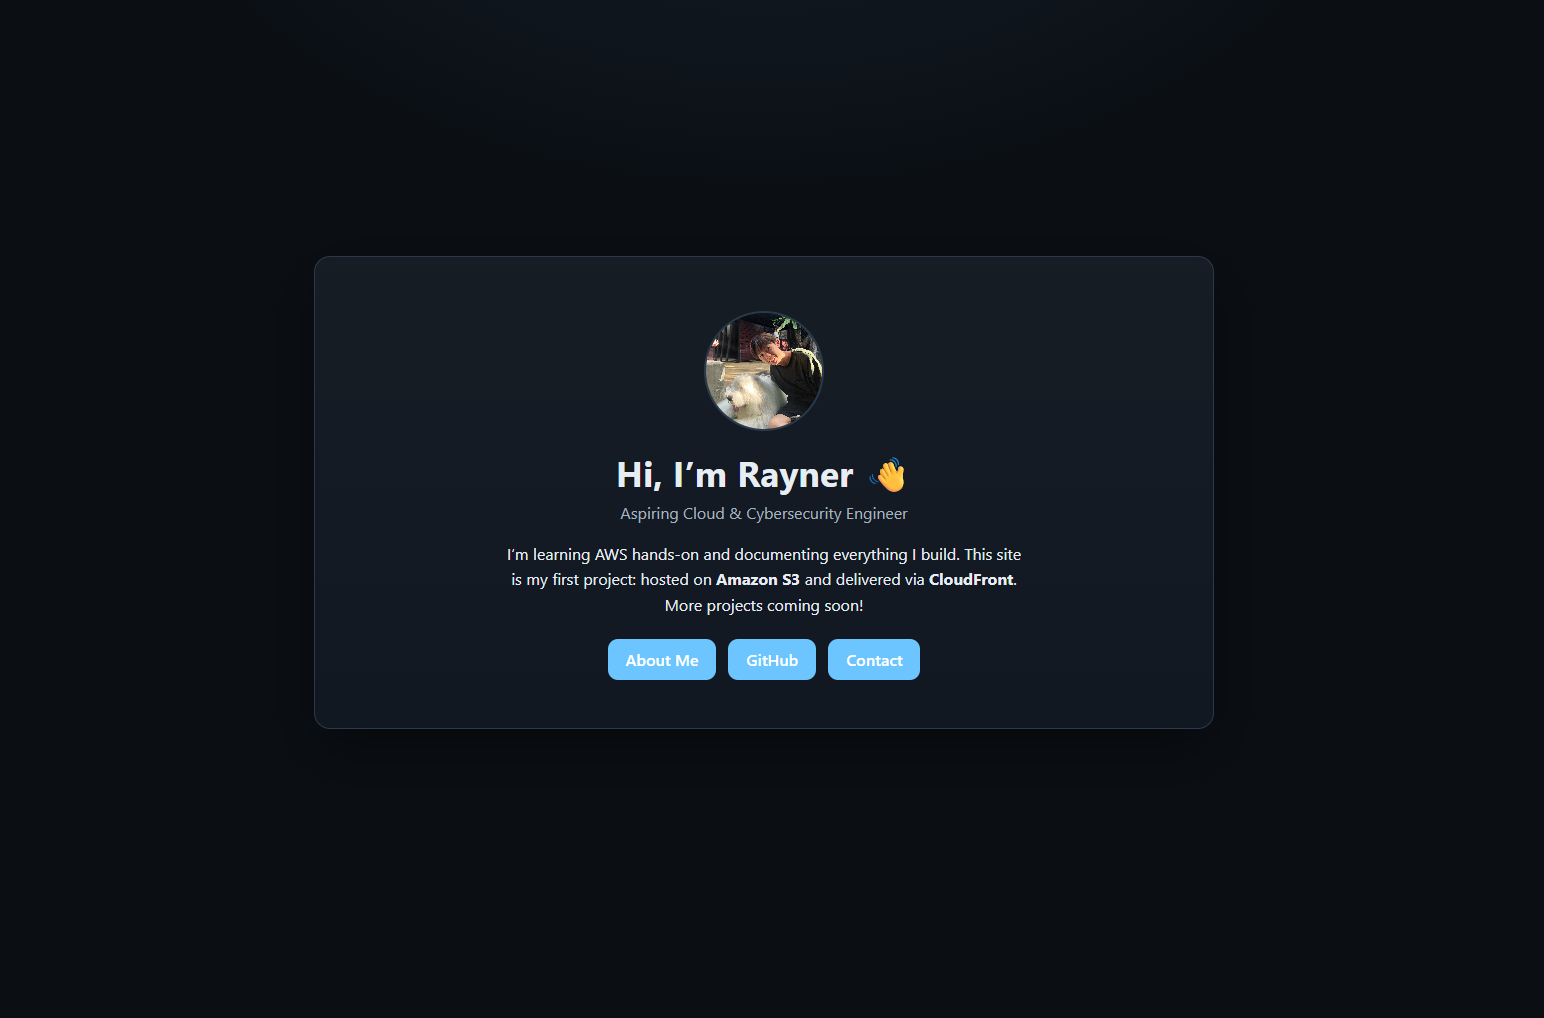 Hi, I’m Rayner 👋
Aspiring Cloud & Cybersecurity Engineer
I’m learning AWS hands-on and documenting everything I build. This site
is my first project: hosted on Amazon S3 and delivered via CloudFront.
More projects coming soon!
About Me GitHub Contact